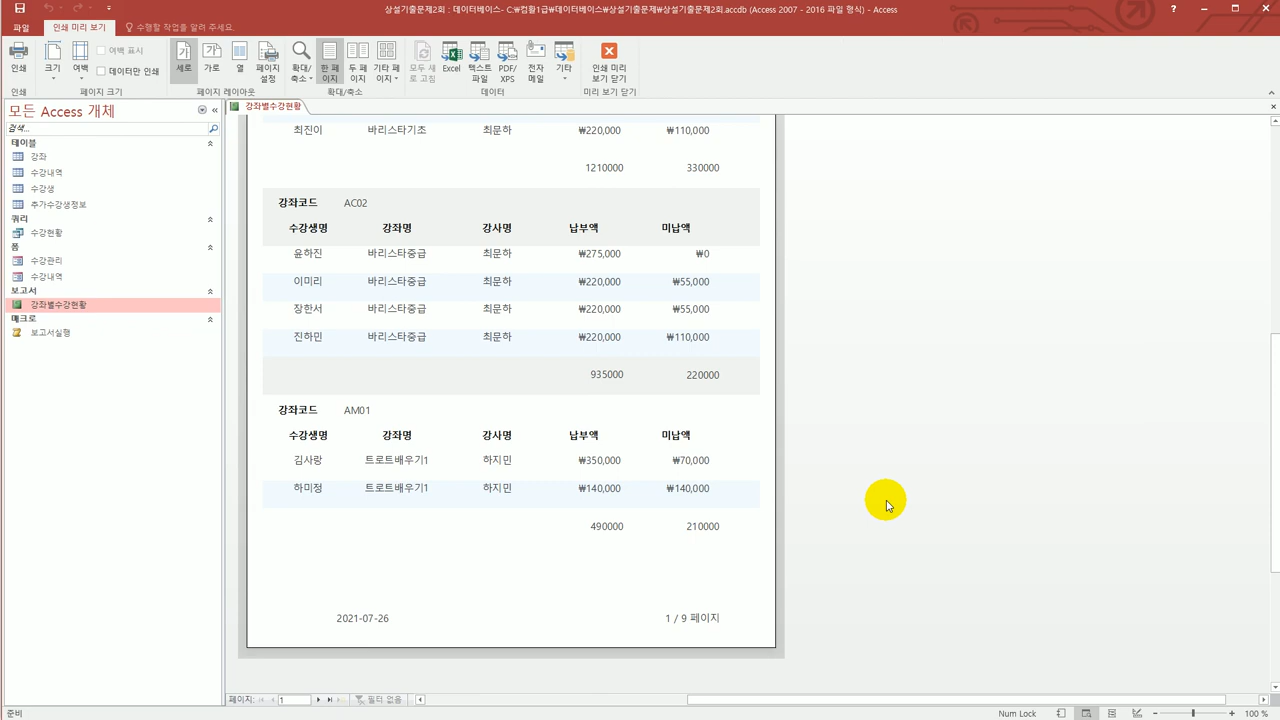 상설기출문제2회 : 데이터베이스- C:₩컴활1급₩데이터베이스₩상설기출문제₩상설기출문제2회.accdb (Access 2007 - 2016 파일 형식) - Access
파일 인쇄 미리 보기 수행할 작업을 알려 주세요.
인쇄 크기 여백 여백 표시 데이터만 인쇄 세로 가로 열 페이지 설정 확대/축소 한 페이지 두 페이지 기타 페이지 모두 새로 고침 Excel 텍스트 파일 PDF/XPS 전자 메일 기타 인쇄 미리 보기 닫기
인쇄 페이지 크기 페이지 레이아웃 확대/축소 데이터 미리 보기 닫기
모든 Access 개체
검색...
테이블
강좌
수강내역
수강생
추가수강생정보
쿼리
수강현황
폼
수강관리
수강내역
보고서
강좌별수강현황
매크로
보고서실행
강좌별수강현황
최진이 바리스타기초 최문하 ₩220,000 ₩110,000
1210000 330000
강좌코드 AC02
수강생명 강좌명 강사명 납부액 미납액
윤하진 바리스타중급 최문하 ₩275,000 ₩0
이미리 바리스타중급 최문하 ₩220,000 ₩55,000
장한서 바리스타중급 최문하 ₩220,000 ₩55,000
진하민 바리스타중급 최문하 ₩220,000 ₩110,000
935000 220000
강좌코드 AM01
수강생명 강좌명 강사명 납부액 미납액
김사랑 트로트배우기1 하지민 ₩350,000 ₩70,000
하미정 트로트배우기1 하지민 ₩140,000 ₩140,000
490000 210000
2021-07-26 1 / 9 페이지
페이지: 1 필터 없음
준비 Num Lock 100 %